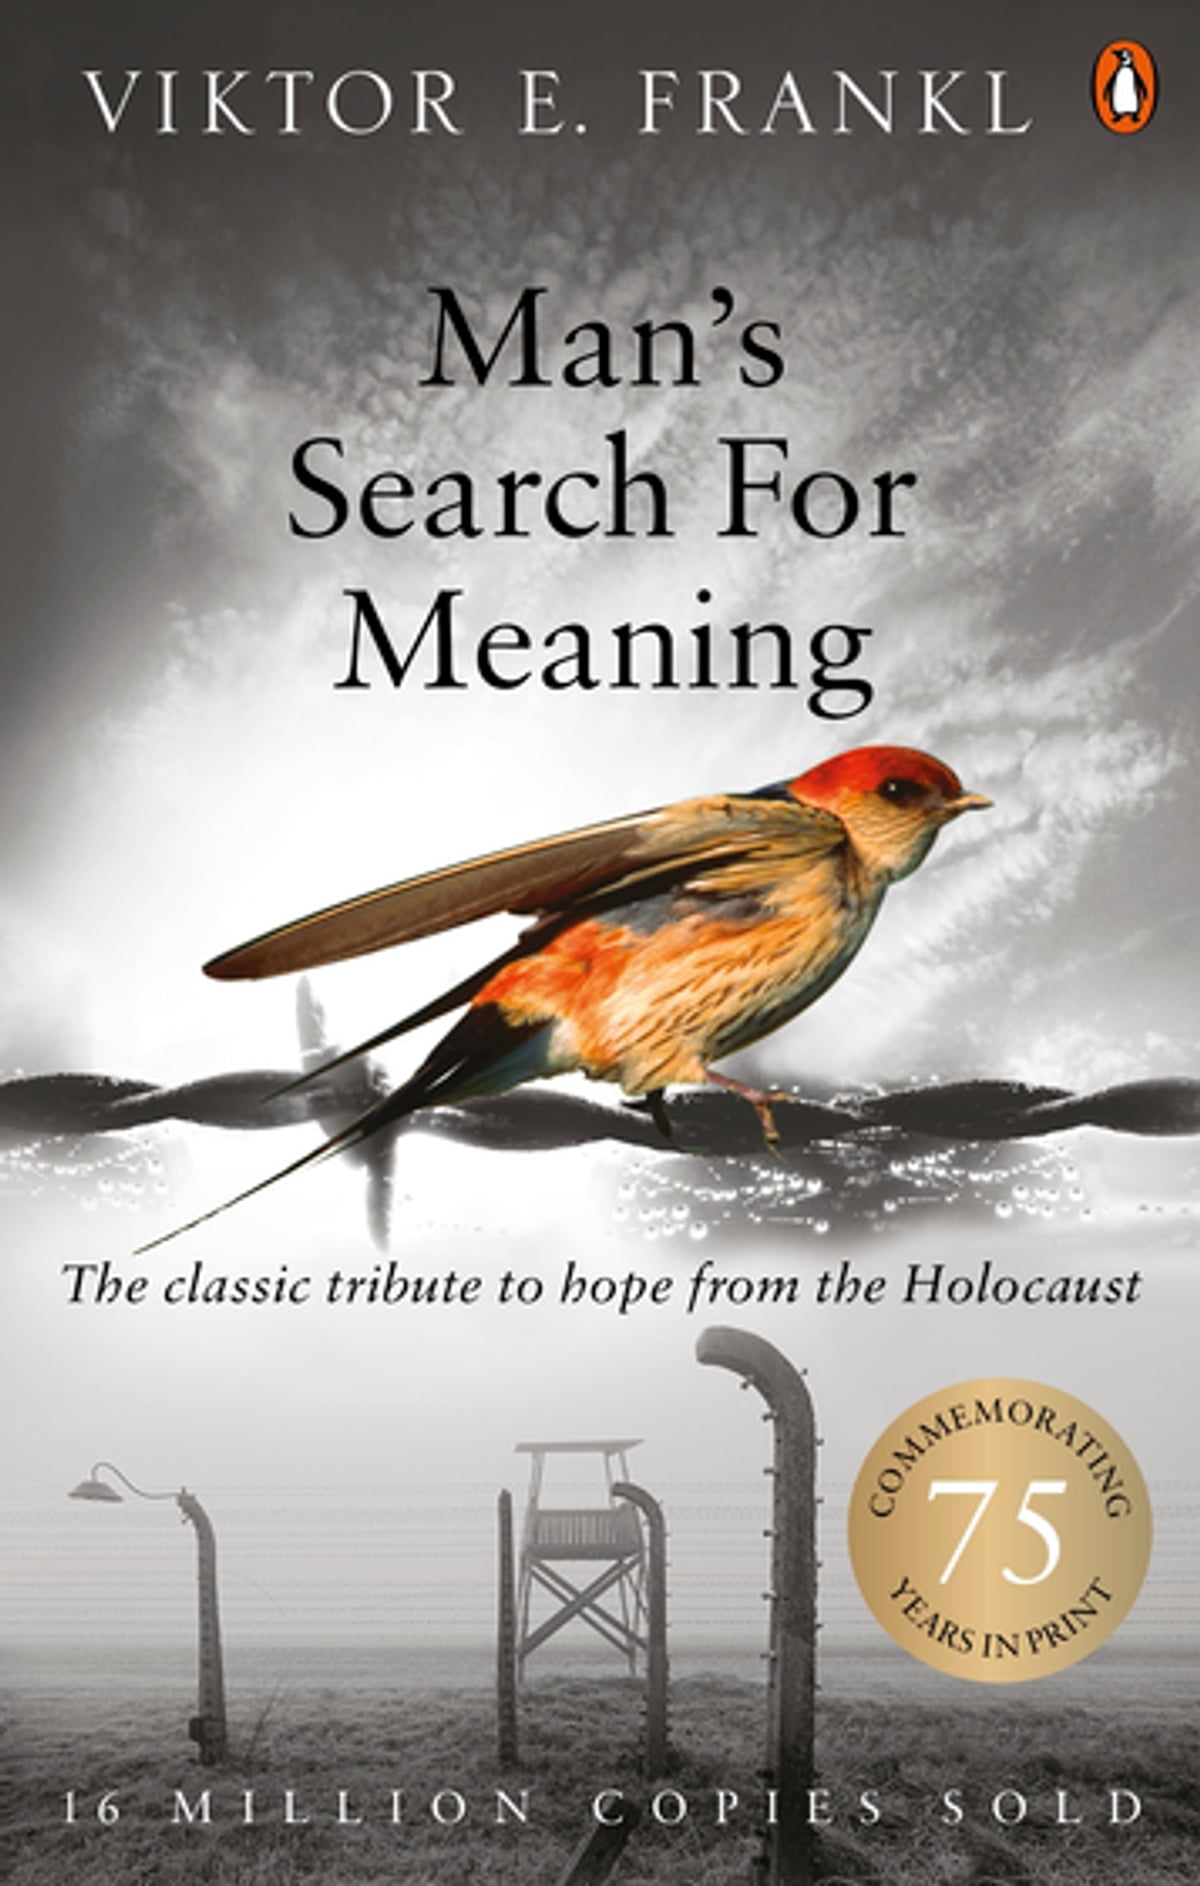 VIKTOR E. FRANKL
Man’s
Search For
Meaning
The classic tribute to hope from the Holocaust
COMMEMORATING
75
YEARS IN PRINT
16 MILLION COPIES SOLD